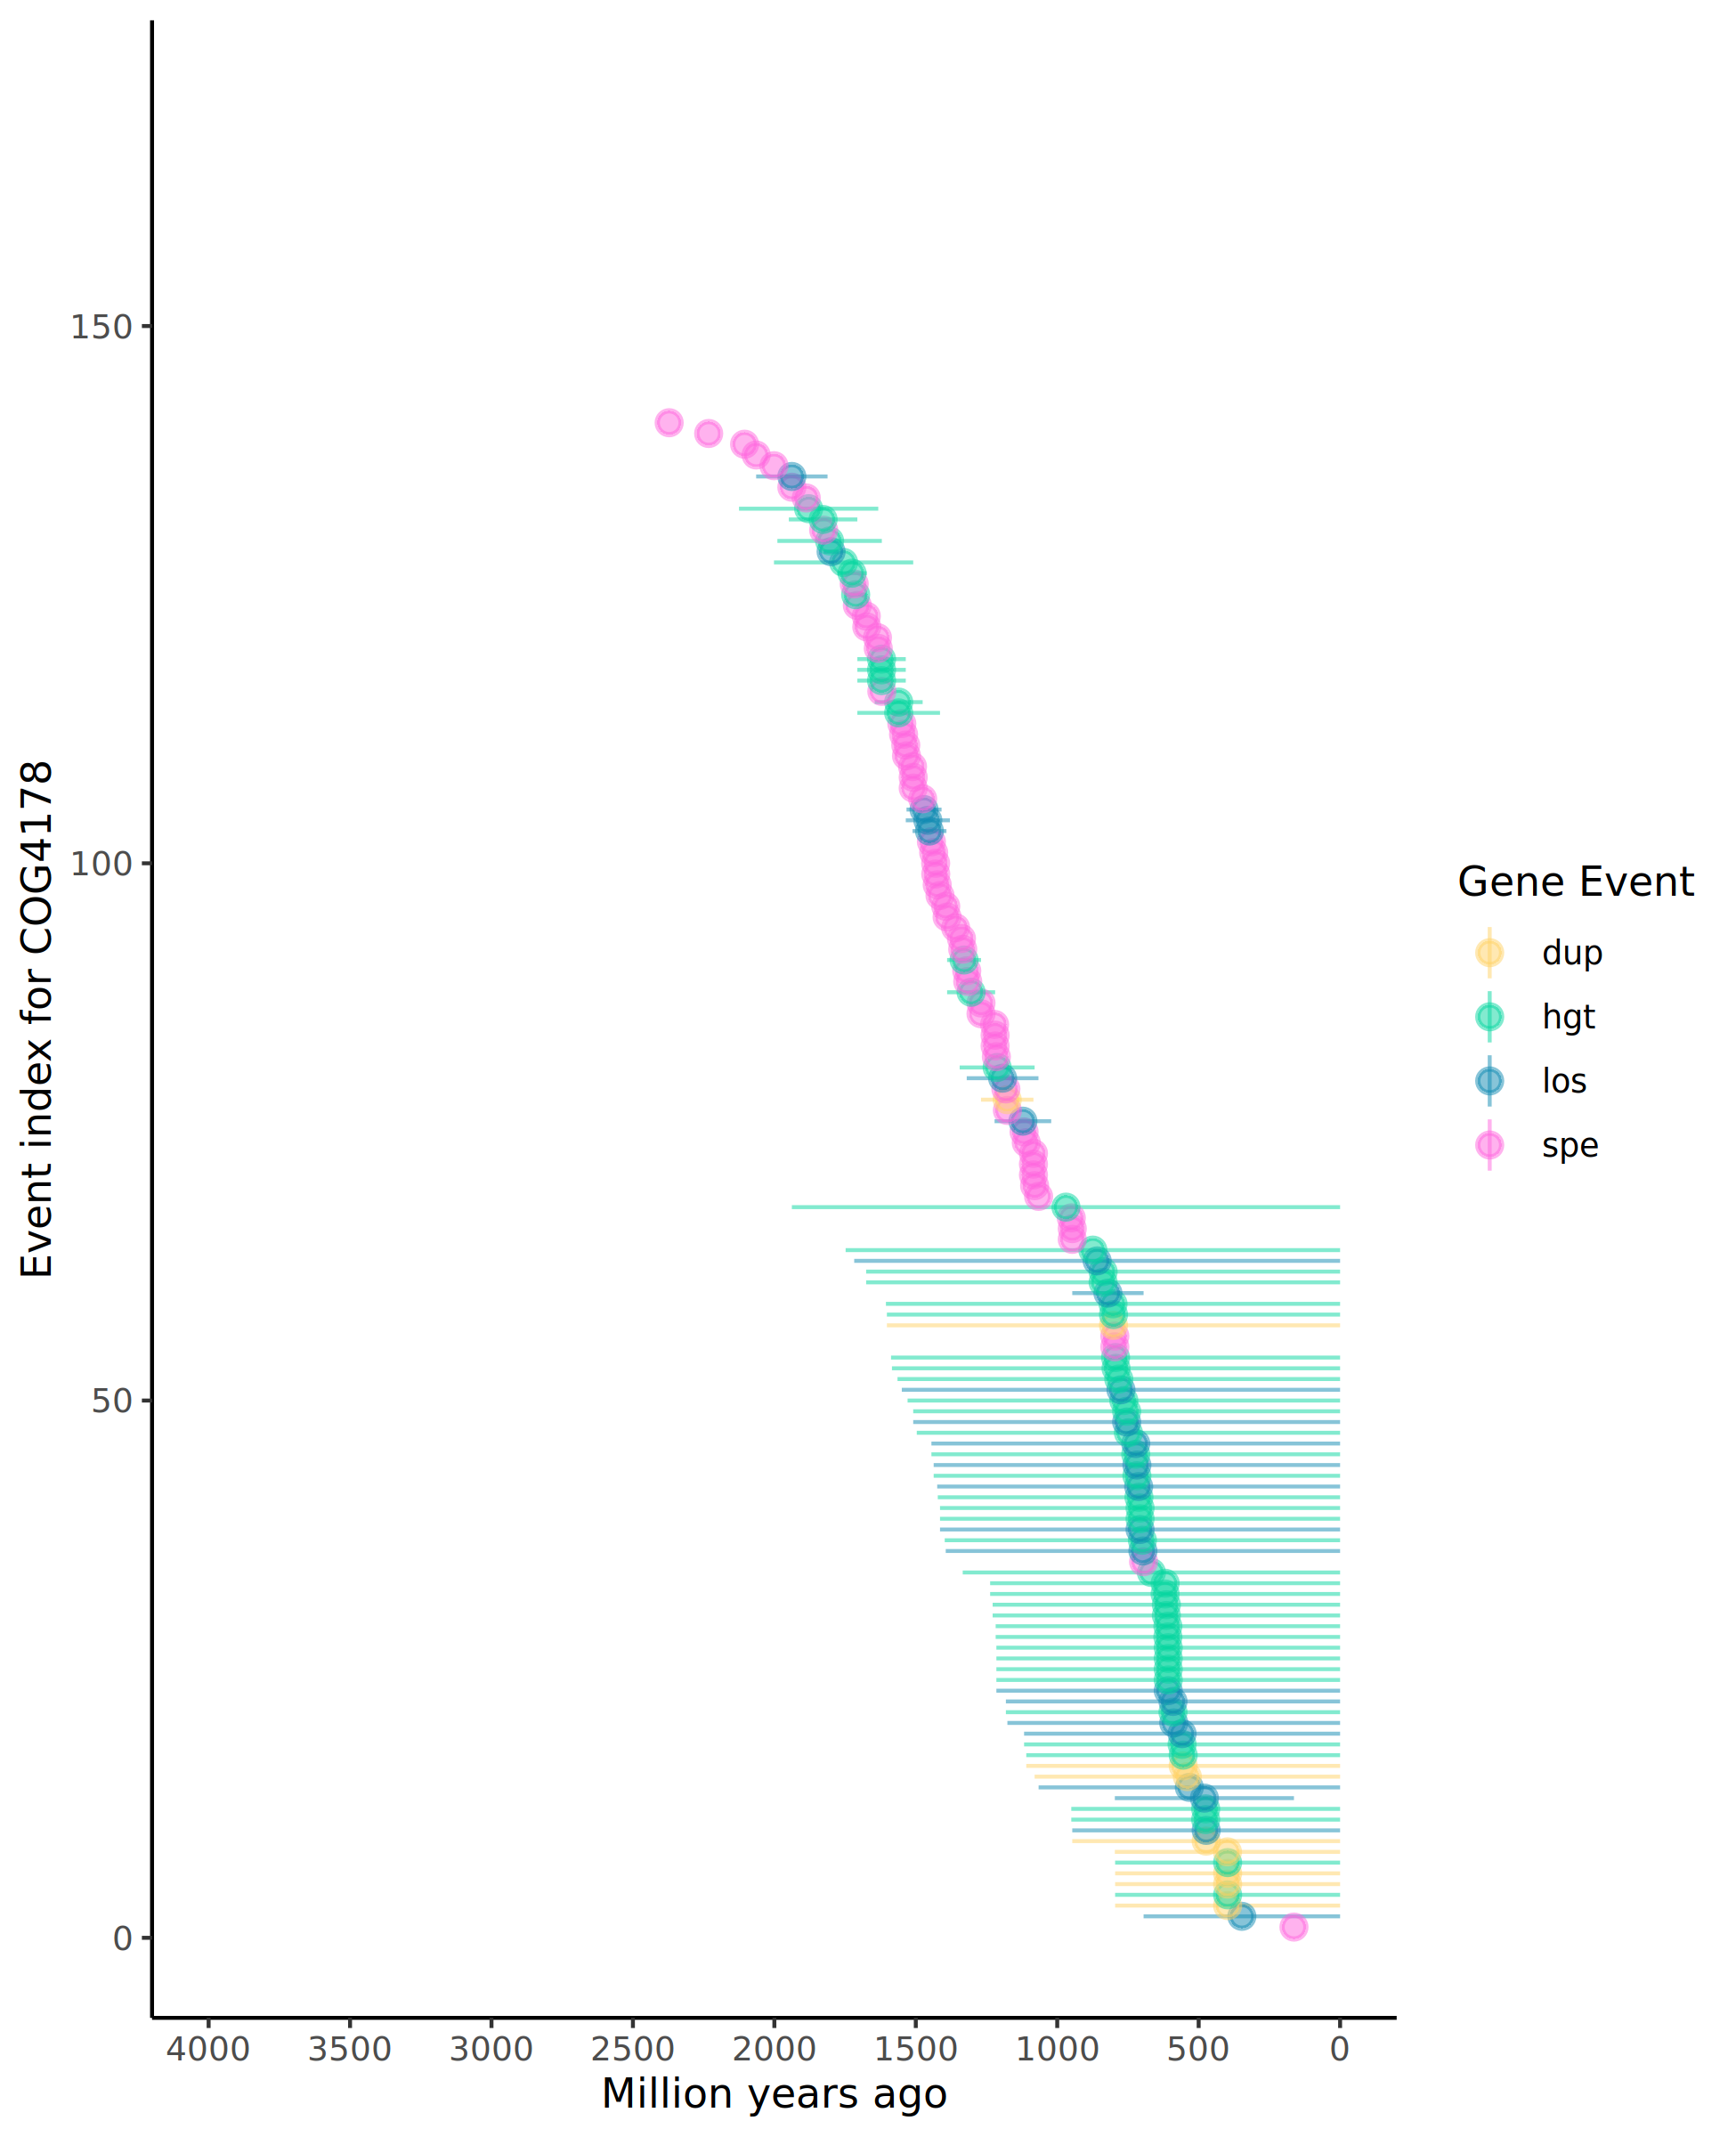 Event index for COG4178
150
100
50
0
4000 3500 3000 2500 2000 1500 1000 500 0
Million years ago
Gene Event
dup
hgt
los
spe